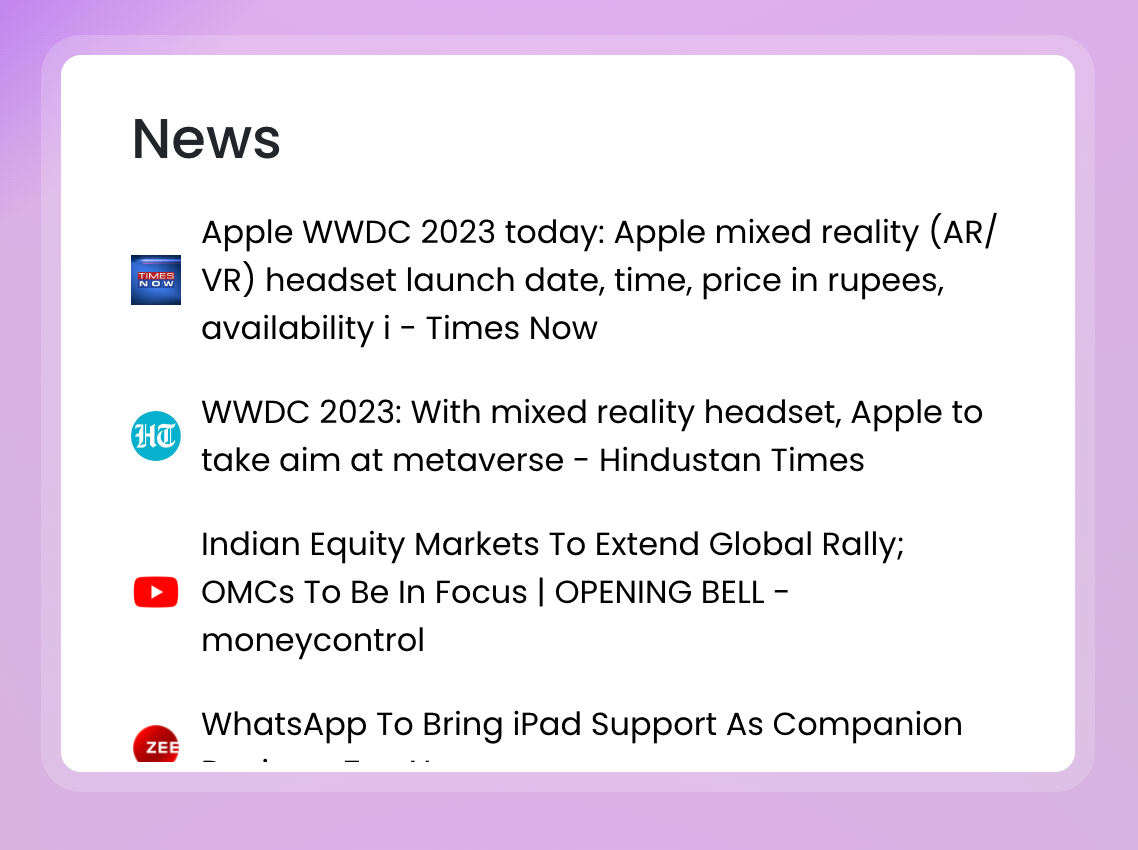 News
Apple WWDC 2023 today: Apple mixed reality (AR/
VR) headset launch date, time, price in rupees,
availability i - Times Now
TIMES
NOW
WWDC 2023: With mixed reality headset, Apple to
take aim at metaverse - Hindustan Times
HT
Indian Equity Markets To Extend Global Rally;
OMCs To Be In Focus | OPENING BELL -
moneycontrol
WhatsApp To Bring iPad Support As Companion
ZEE